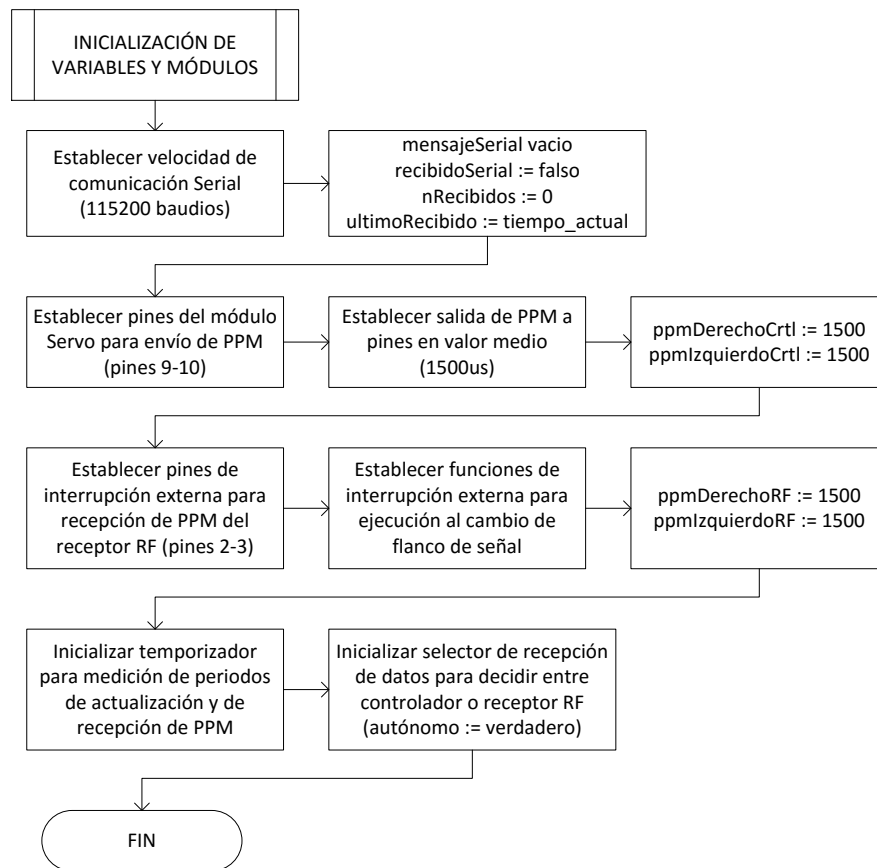 INICIALIZACIÓN DE
VARIABLES Y MÓDULOS
Establecer velocidad de
comunicación Serial
(115200 baudios)
mensajeSerial vacio
recibidoSerial := falso
nRecibidos := 0
ultimoRecibido := tiempo_actual
Establecer pines del módulo
Servo para envío de PPM
(pines 9-10)
Establecer salida de PPM a
pines en valor medio
(1500us)
ppmDerechoCrtl := 1500
ppmIzquierdoCrtl := 1500
Establecer pines de
interrupción externa para
recepción de PPM del
receptor RF (pines 2-3)
Establecer funciones de
interrupción externa para
ejecución al cambio de
flanco de señal
ppmDerechoRF := 1500
ppmIzquierdoRF := 1500
Inicializar temporizador
para medición de periodos
de actualización y de
recepción de PPM
Inicializar selector de recepción
de datos para decidir entre
controlador o receptor RF
(autónomo := verdadero)
FIN